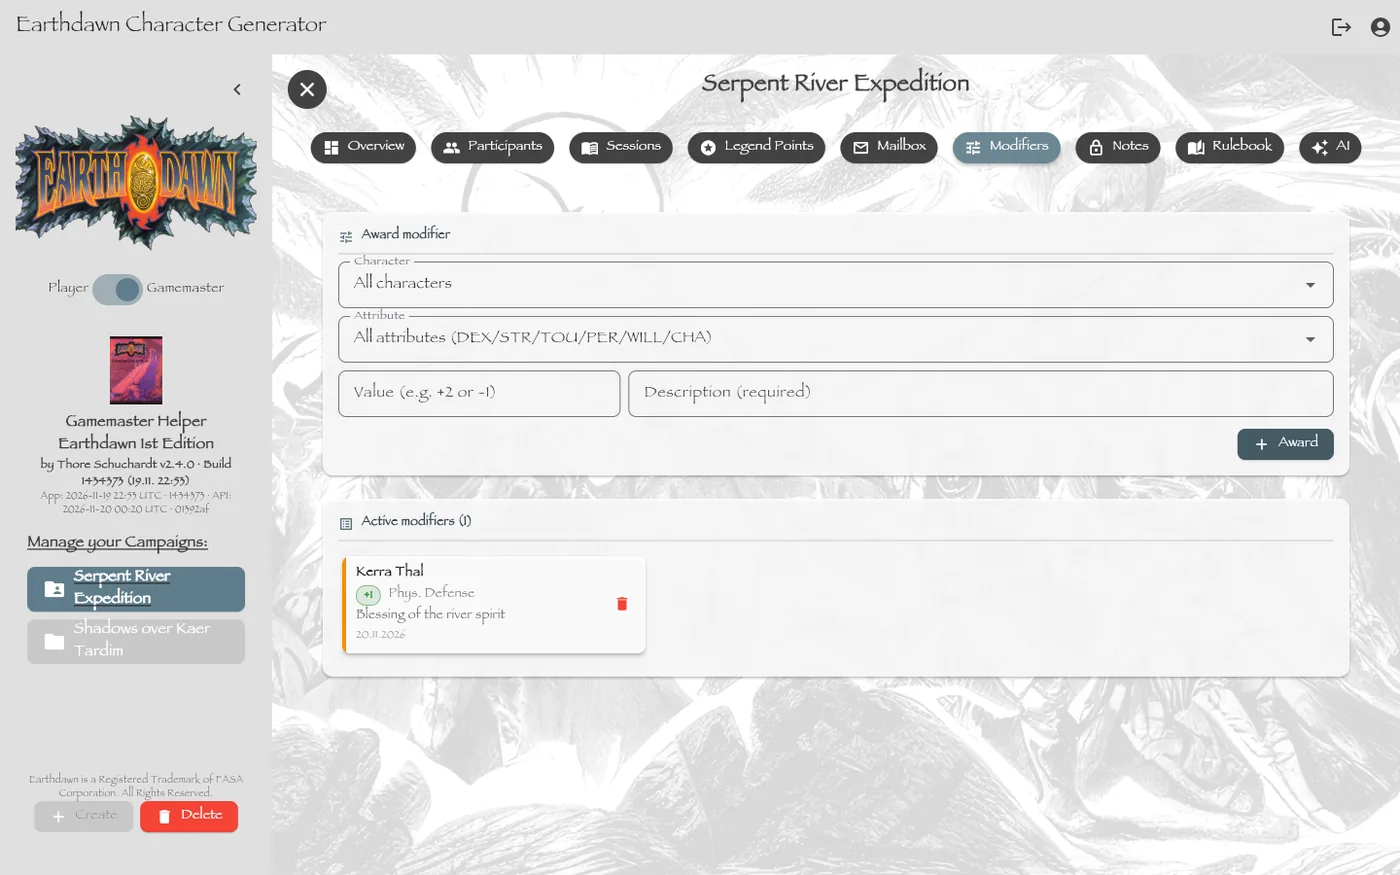 Earthdawn Character Generator
EARTHDAWN
Player
Gamemaster
Gamemaster Helper
Earthdawn 1st Edition
by Thore Schuchardt v2.4.0 · Build
1434373 (19.11. 22:53)
App: 2026-11-19 22:53 UTC · 1434373 · API:
2026-11-20 00:20 UTC · 01392af
Manage your Campaigns:
Serpent River
Expedition
Shadows over Kaer
Tardim
Earthdawn is a Registered Trademark of FASA
Corporation. All Rights Reserved.
Create
Delete
Serpent River Expedition
Overview
Participants
Sessions
Legend Points
Mailbox
Modifiers
Notes
Rulebook
AI
Award modifier
Character
All characters
Attribute
All attributes (DEX/STR/TOU/PER/WILL/CHA)
Value (e.g. +2 or -1)
Description (required)
Award
Active modifiers (1)
Kerra Thal
+1 Phys. Defense
Blessing of the river spirit
20.11.2026